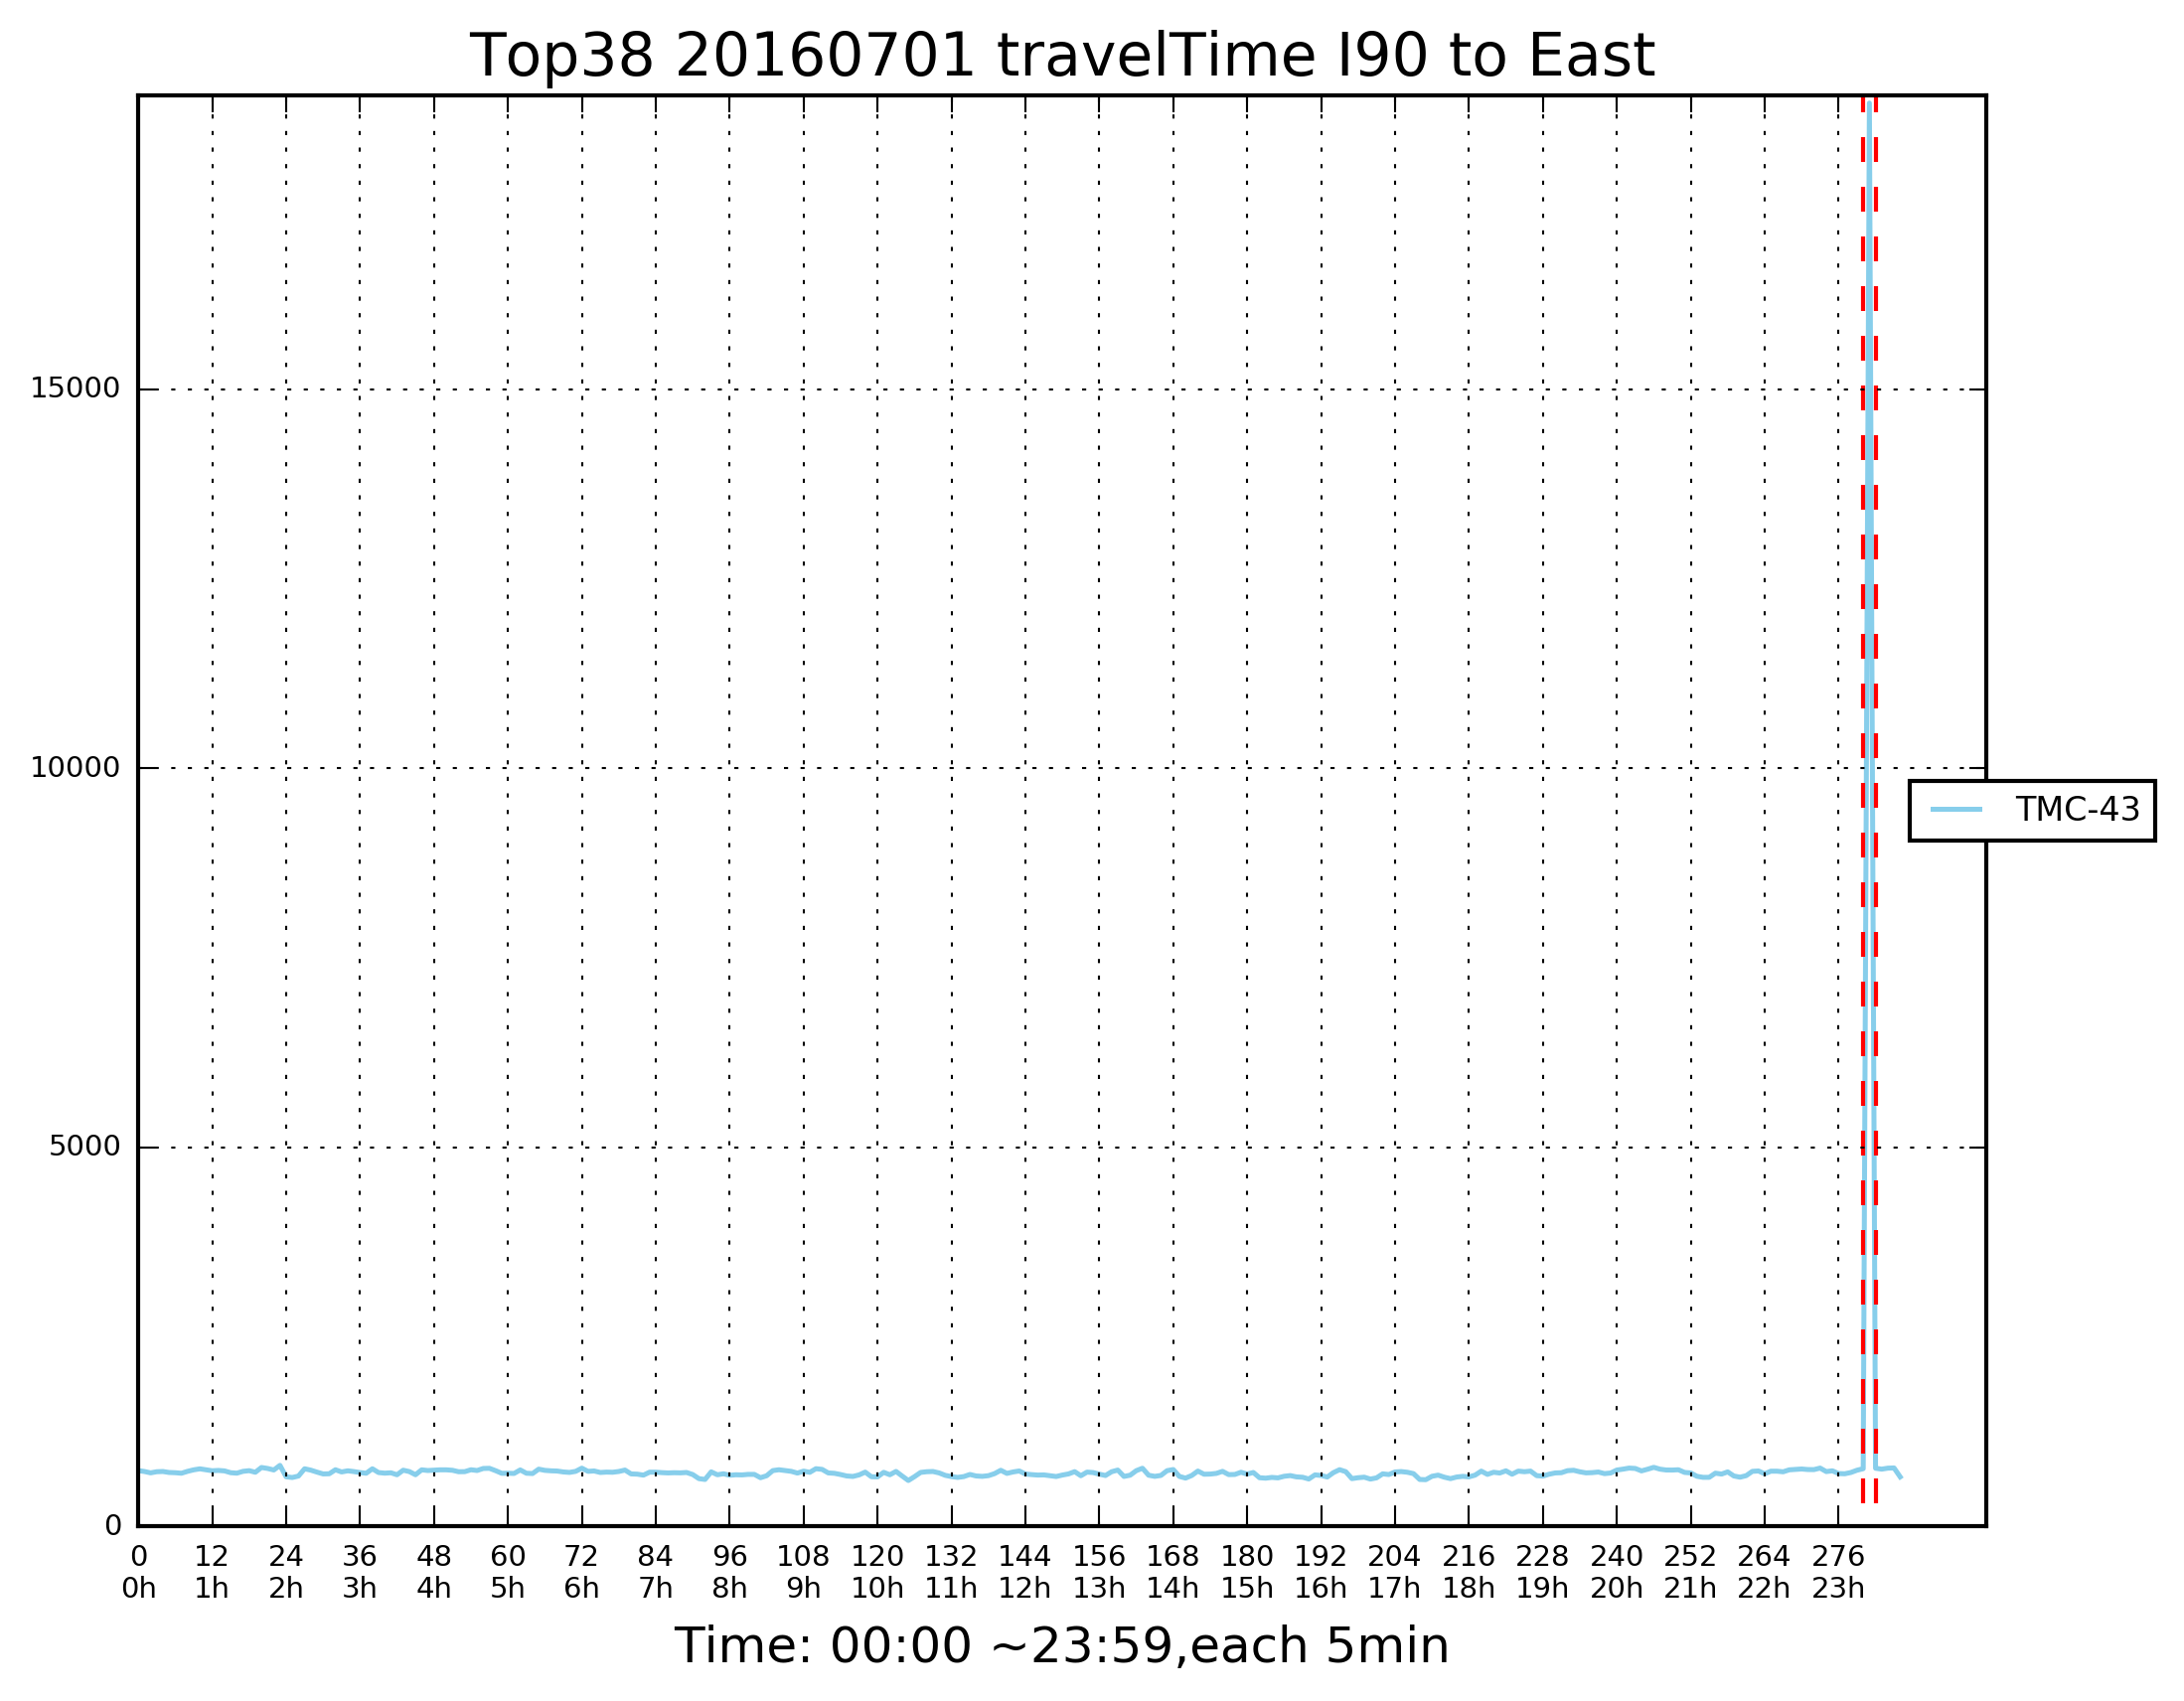 Top38 20160701 travelTime I90 to East
15000
10000
5000
0
TMC-43
0 12 24 36 48 60 72 84 96 108 120 132 144 156 168 180 192 204 216 228 240 252 264 276
0h 1h 2h 3h 4h 5h 6h 7h 8h 9h 10h 11h 12h 13h 14h 15h 16h 17h 18h 19h 20h 21h 22h 23h
Time: 00:00 ~23:59,each 5min